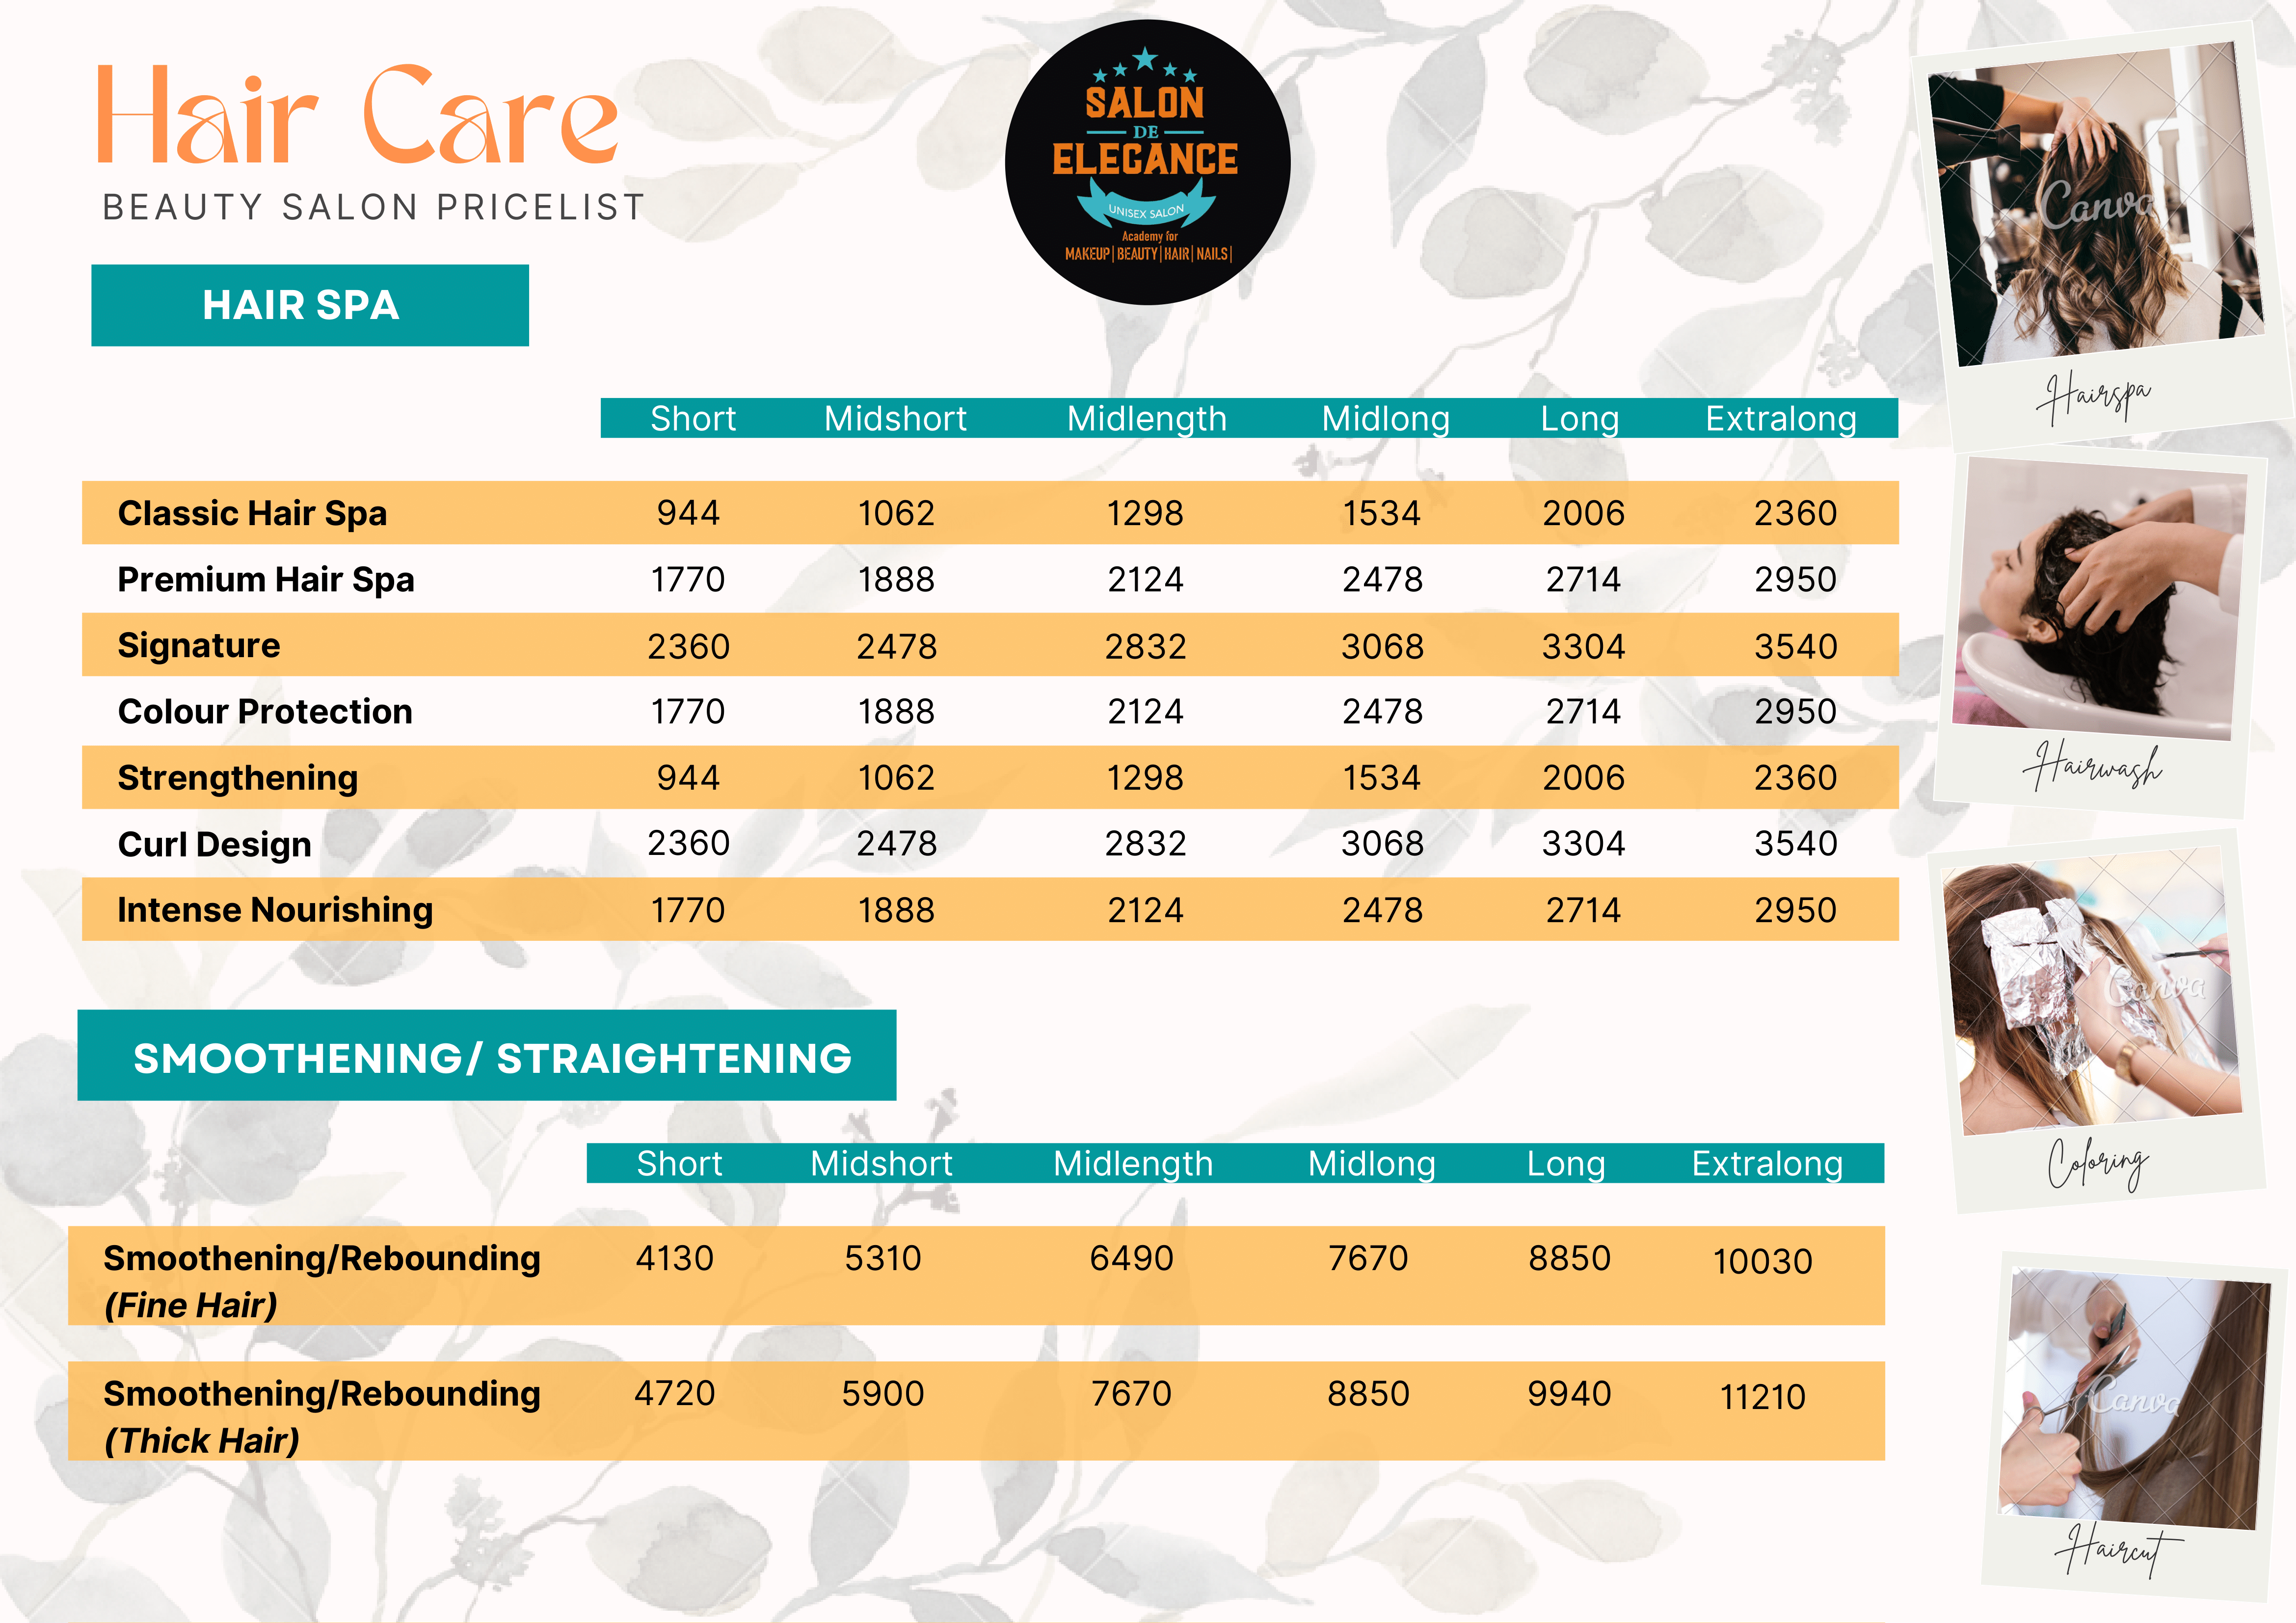 Hair Care
BEAUTY SALON PRICELIST
SALON
DE
ELEGANCE
UNISEX SALON
Academy for
MAKEUP| BEAUTY| HAIR| NAILS|
HAIR SPA
Short Midshort Midlength Midlong Long Extralong
Classic Hair Spa 944 1062 1298 1534 2006 2360
Premium Hair Spa 1770 1888 2124 2478 2714 2950
Signature 2360 2478 2832 3068 3304 3540
Colour Protection 1770 1888 2124 2478 2714 2950
Strengthening 944 1062 1298 1534 2006 2360
Curl Design 2360 2478 2832 3068 3304 3540
Intense Nourishing 1770 1888 2124 2478 2714 2950
SMOOTHENING/ STRAIGHTENING
Short Midshort Midlength Midlong Long Extralong
Smoothening/Rebounding 4130 5310 6490 7670 8850 10030
(Fine Hair)
Smoothening/Rebounding 4720 5900 7670 8850 9940 11210
(Thick Hair)
Canva
Hairspa
Hairwash
Canva
Coloring
Canva
Haircut